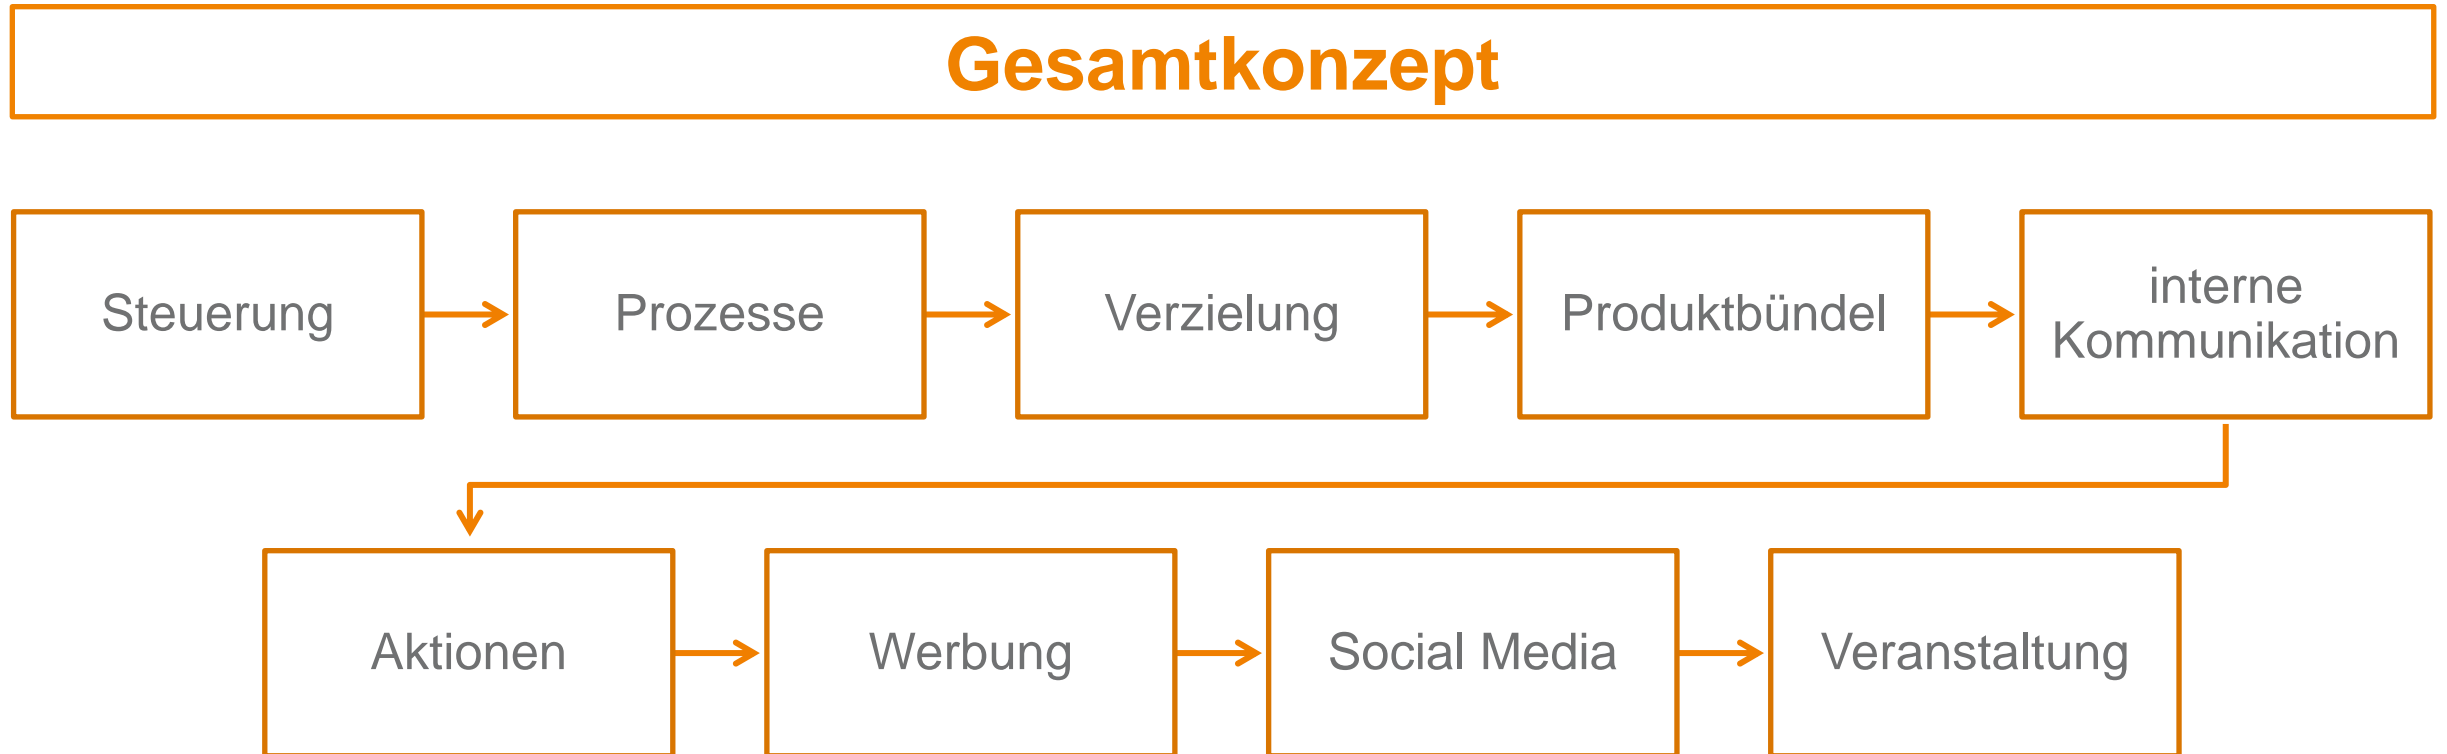 Gesamtkonzept
Steuerung
Prozesse
Verzielung
Produktbündel
interne
Kommunikation
Aktionen
Werbung
Social Media
Veranstaltung